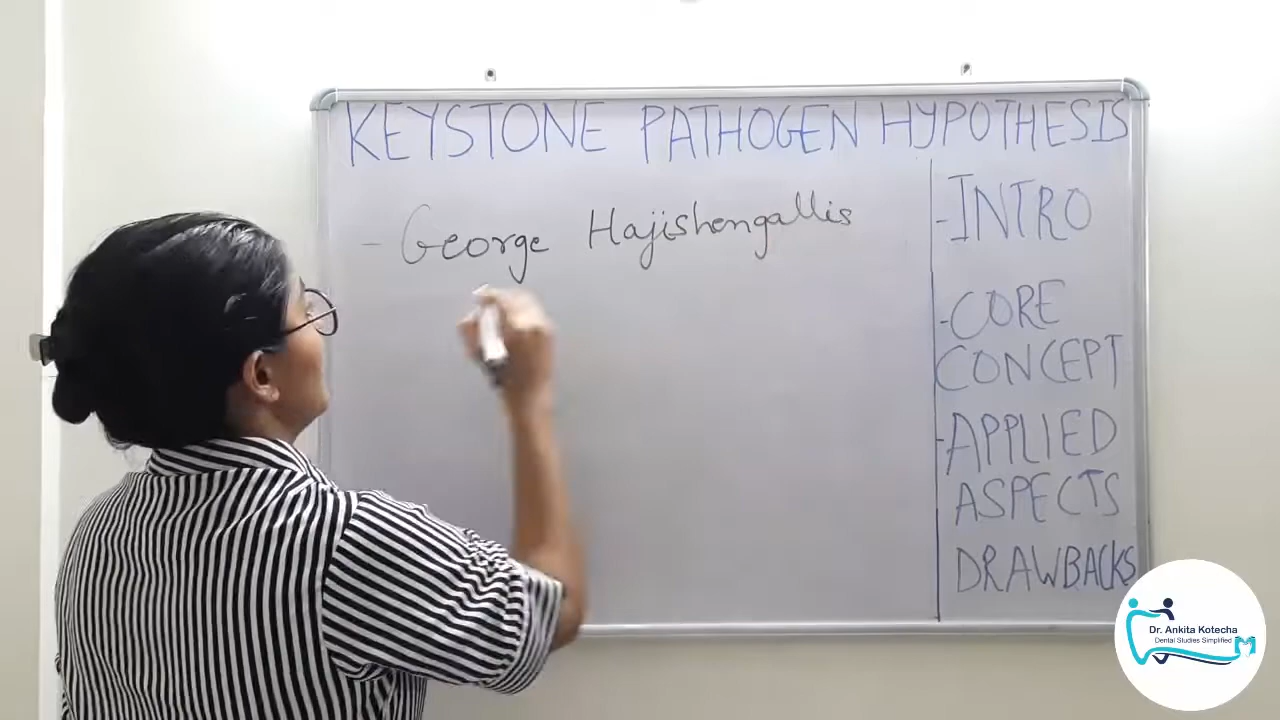 KEYSTONE PATHOGEN HYPOTHESIS
- George Hajishengallis
- INTRO
- CORE
CONCEPT
- APPLIED
ASPECTS
DRAWBACKS
Dr. Ankita Kotecha
Dental Studies Simplified